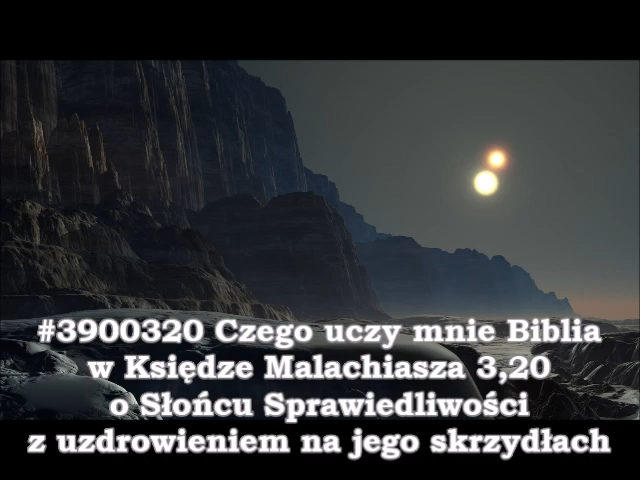 #3900320 Czego uczy mnie Biblia
w Księdze Malachiasza 3,20
o Słońcu Sprawiedliwości
z uzdrowieniem na jego skrzydłach